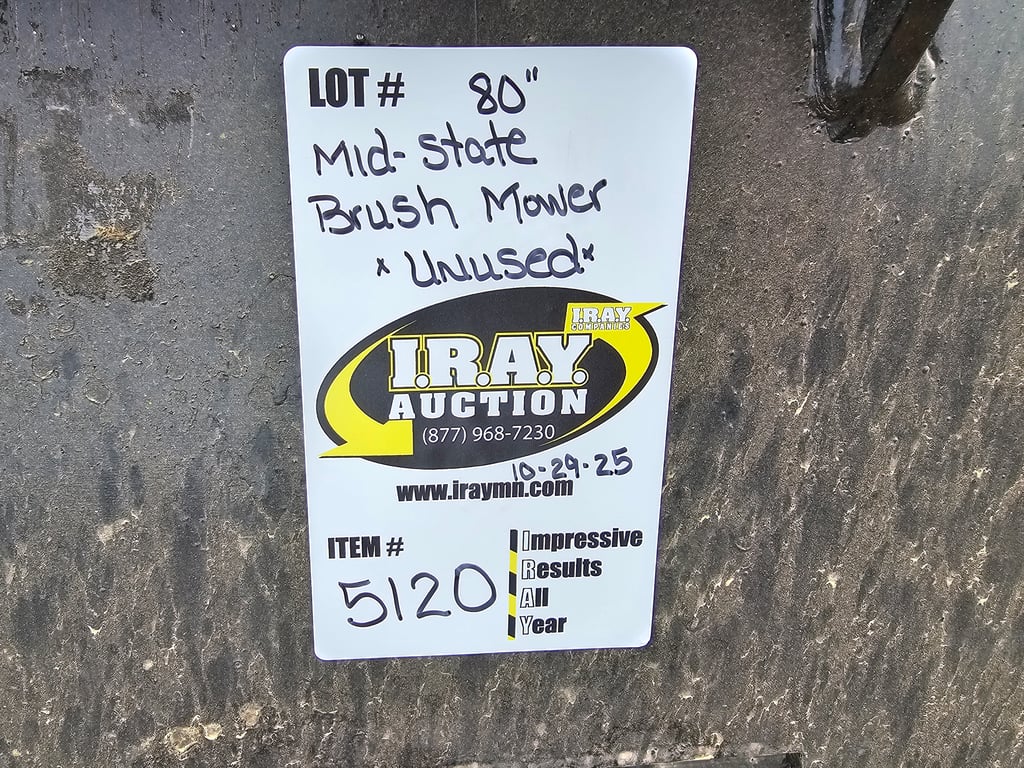 LOT # 80"
Mid-State
Brush Mower
* Unused *
I.R.A.Y.
COMPANIES
I.R.A.Y.
AUCTION
(877) 968-7230
10-29-25
www.iraymn.com
ITEM #
5120
Impressive
Results
All
Year